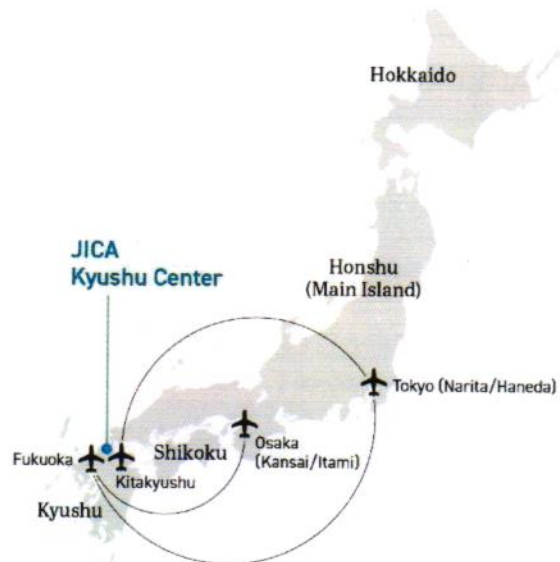 Hokkaido
JICA
Kyushu Center
Honshu
(Main Island)
Tokyo (Narita/Haneda)
Osaka
(Kansai/Itami)
Shikoku
Fukuoka
Kitakyushu
Kyushu